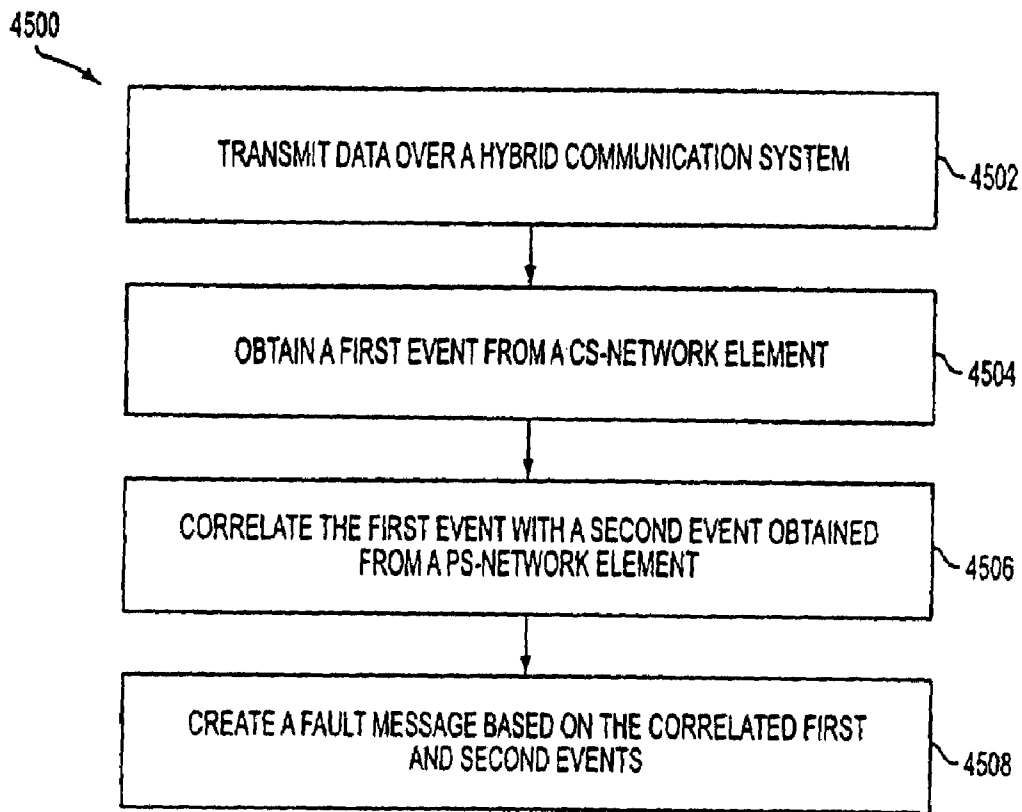 4500
TRANSMIT DATA OVER A HYBRID COMMUNICATION SYSTEM
4502
OBTAIN A FIRST EVENT FROM A CS-NETWORK ELEMENT
4504
CORRELATE THE FIRST EVENT WITH A SECOND EVENT OBTAINED
FROM A PS-NETWORK ELEMENT
4506
CREATE A FAULT MESSAGE BASED ON THE CORRELATED FIRST
AND SECOND EVENTS
4508